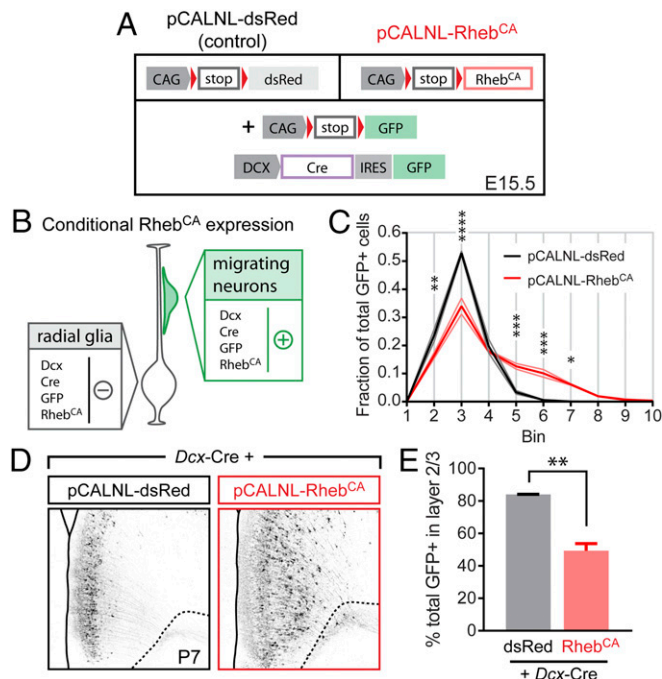 A
pCALNL-dsRed
(control)
pCALNL-Rheb^CA
CAG stop dsRed
CAG stop Rheb^CA
+ CAG stop GFP
DCX Cre IRES GFP
E15.5
B Conditional Rheb^CA expression
migrating
neurons
Dcx
Cre
GFP
Rheb^CA
+
radial glia
Dcx
Cre
GFP
Rheb^CA
−
C
Fraction of total GFP+ cells
0.6
0.5
0.4
0.3
0.2
0.1
0.0
1 2 3 4 5 6 7 8 9 10
Bin
pCALNL-dsRed
pCALNL-Rheb^CA
**
****
***
***
*
D
Dcx-Cre +
pCALNL-dsRed
pCALNL-Rheb^CA
P7
E
% total GFP+ in layer 2/3
100
80
60
40
20
0
**
dsRed Rheb^CA
+ Dcx-Cre